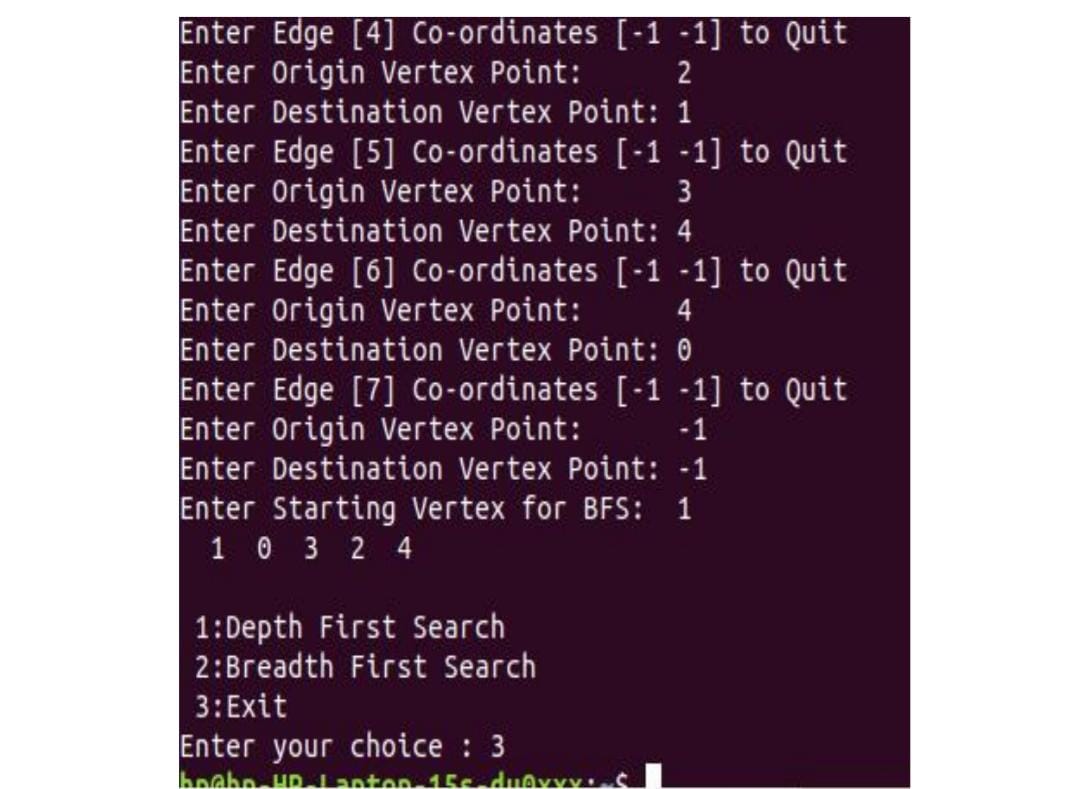 Enter Edge [4] Co-ordinates [-1 -1] to Quit
Enter Origin Vertex Point:      2
Enter Destination Vertex Point: 1
Enter Edge [5] Co-ordinates [-1 -1] to Quit
Enter Origin Vertex Point:      3
Enter Destination Vertex Point: 4
Enter Edge [6] Co-ordinates [-1 -1] to Quit
Enter Origin Vertex Point:      4
Enter Destination Vertex Point: 0
Enter Edge [7] Co-ordinates [-1 -1] to Quit
Enter Origin Vertex Point:      -1
Enter Destination Vertex Point: -1
Enter Starting Vertex for BFS:  1
  1  0  3  2  4
 1:Depth First Search
 2:Breadth First Search
 3:Exit
Enter your choice : 3
hp@hp-HP-Laptop-15s-du0xxx:~$